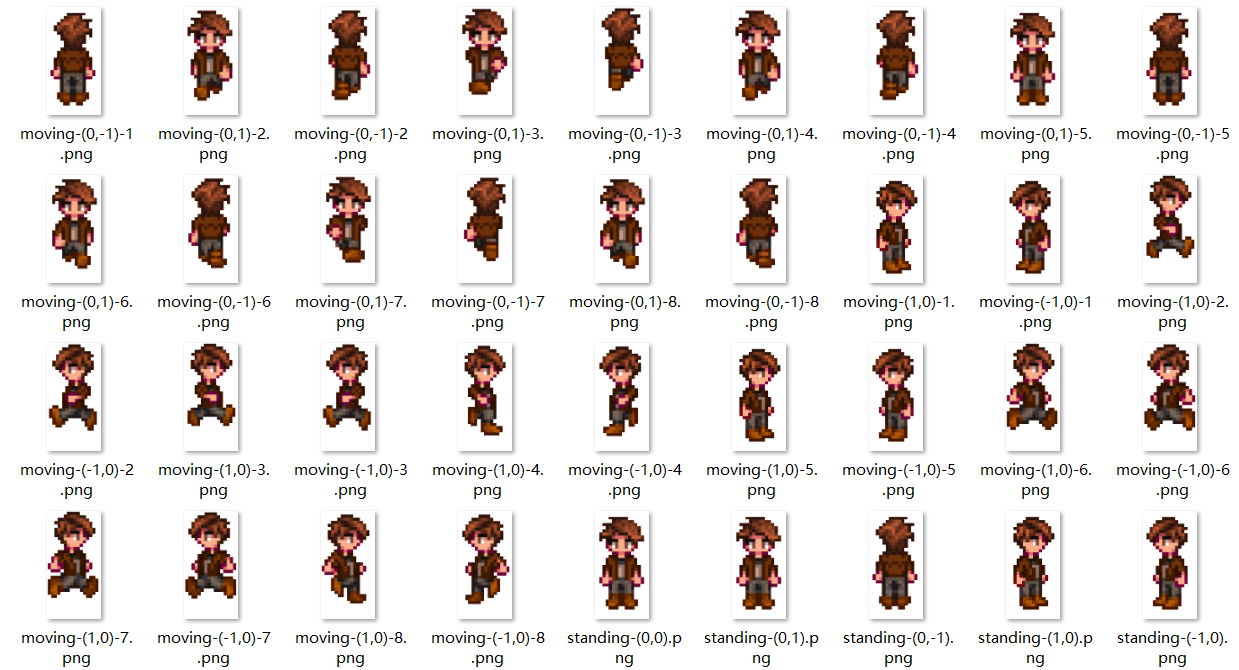 moving-(0,-1)-1 moving-(0,1)-2. moving-(0,-1)-2 moving-(0,1)-3. moving-(0,-1)-3 moving-(0,1)-4. moving-(0,-1)-4 moving-(0,1)-5. moving-(0,-1)-5
.png png .png png .png png .png png .png
moving-(0,1)-6. moving-(0,-1)-6 moving-(0,1)-7. moving-(0,-1)-7 moving-(0,1)-8. moving-(0,-1)-8 moving-(1,0)-1. moving-(-1,0)-1 moving-(1,0)-2.
png .png png .png png .png png .png png
moving-(-1,0)-2 moving-(1,0)-3. moving-(-1,0)-3 moving-(1,0)-4. moving-(-1,0)-4 moving-(1,0)-5. moving-(-1,0)-5 moving-(1,0)-6. moving-(-1,0)-6
.png png .png png .png png .png png .png
moving-(1,0)-7. moving-(-1,0)-7 moving-(1,0)-8. moving-(-1,0)-8 standing-(0,0).p standing-(0,1).p standing-(0,-1). standing-(1,0).p standing-(-1,0).
png .png png .png ng ng png ng png